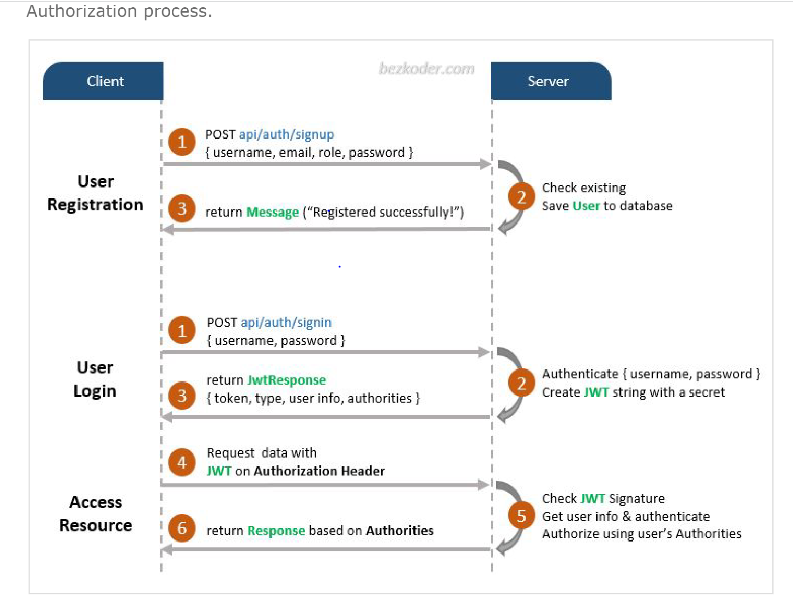 Authorization process.
bezkoder.com
Client
Server
User
Registration
1
POST api/auth/signup
{ username, email, role, password }
2
Check existing
Save User to database
3
return Message ("Registered successfully!")
User
Login
1
POST api/auth/signin
{ username, password }
2
Authenticate { username, password }
Create JWT string with a secret
3
return JwtResponse
{ token, type, user info, authorities }
Access
Resource
4
Request data with
JWT on Authorization Header
5
Check JWT Signature
Get user info & authenticate
Authorize using user's Authorities
6
return Response based on Authorities